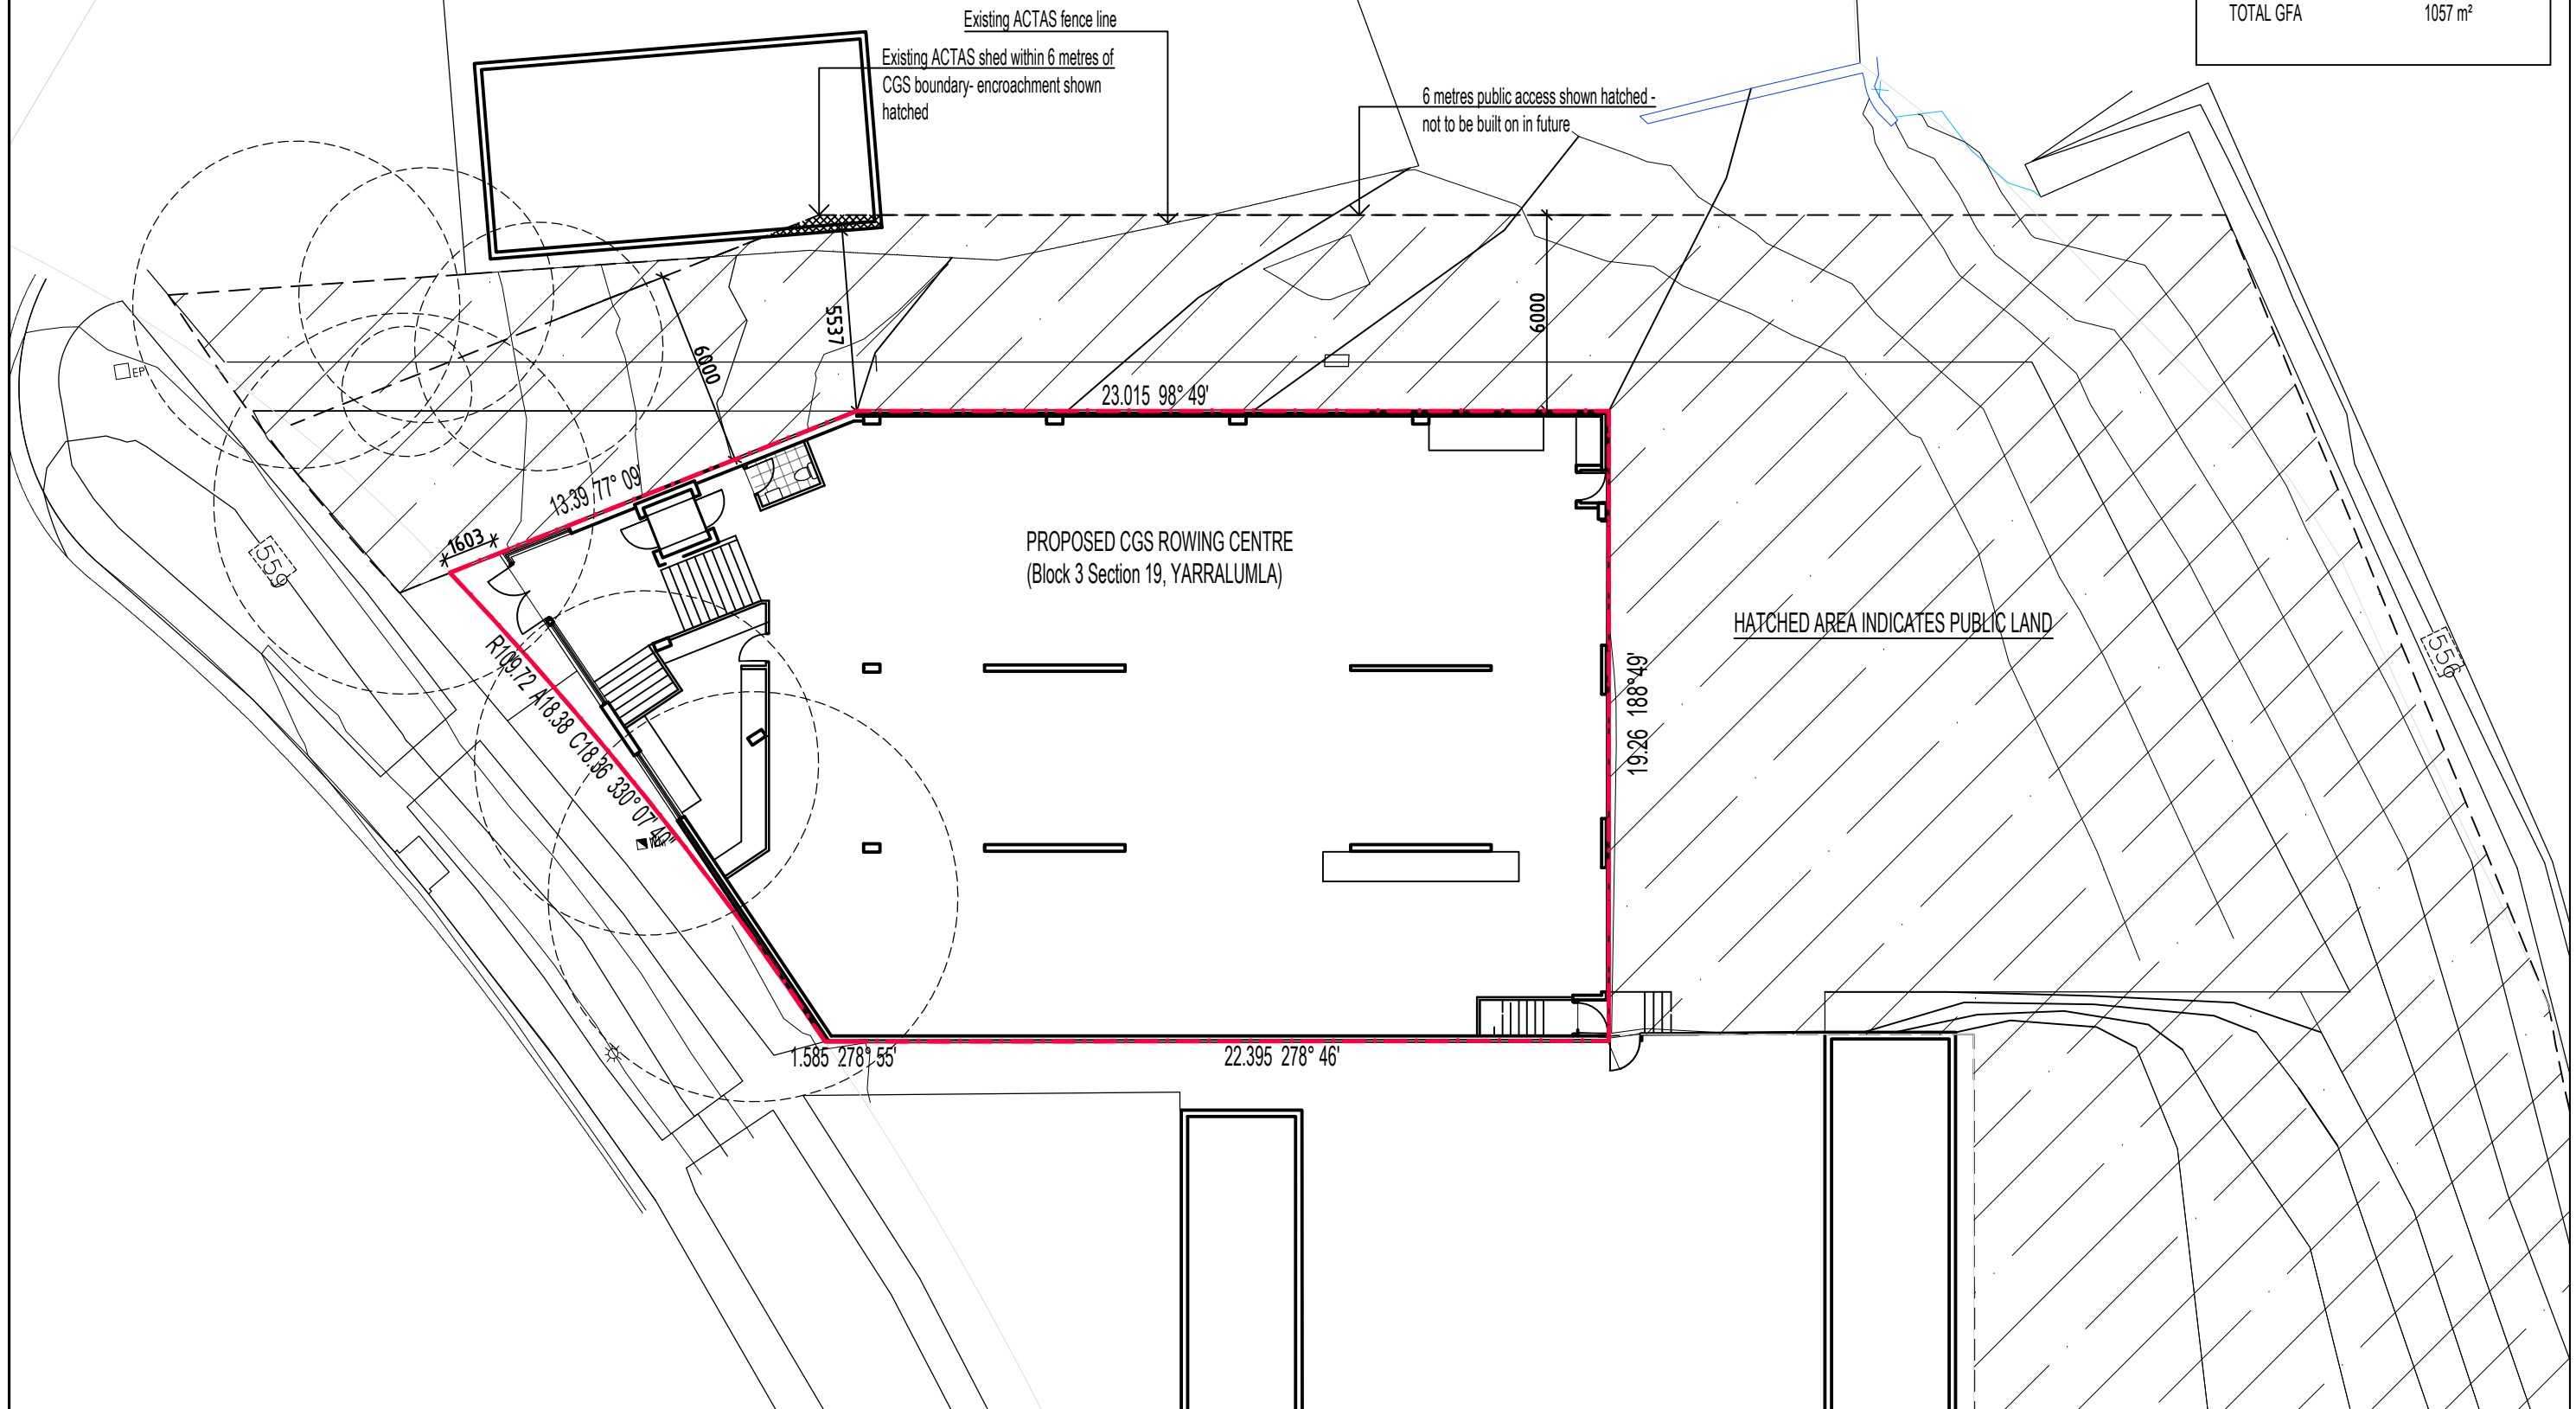 TOTAL GFA 1057 m²
Existing ACTAS fence line
Existing ACTAS shed within 6 metres of
CGS boundary- encroachment shown
hatched
6 metres public access shown hatched -
not to be built on in future
5537
6000
6000
EP
23.015 98° 49'
13.39 77° 09'
1603
559
PROPOSED CGS ROWING CENTRE
(Block 3 Section 19, YARRALUMLA)
HATCHED AREA INDICATES PUBLIC LAND
R109.72 A18.38 C18.36 330° 07' 40"
19.26 188°49'
556
1.585 278° 55'
22.395 278° 46'